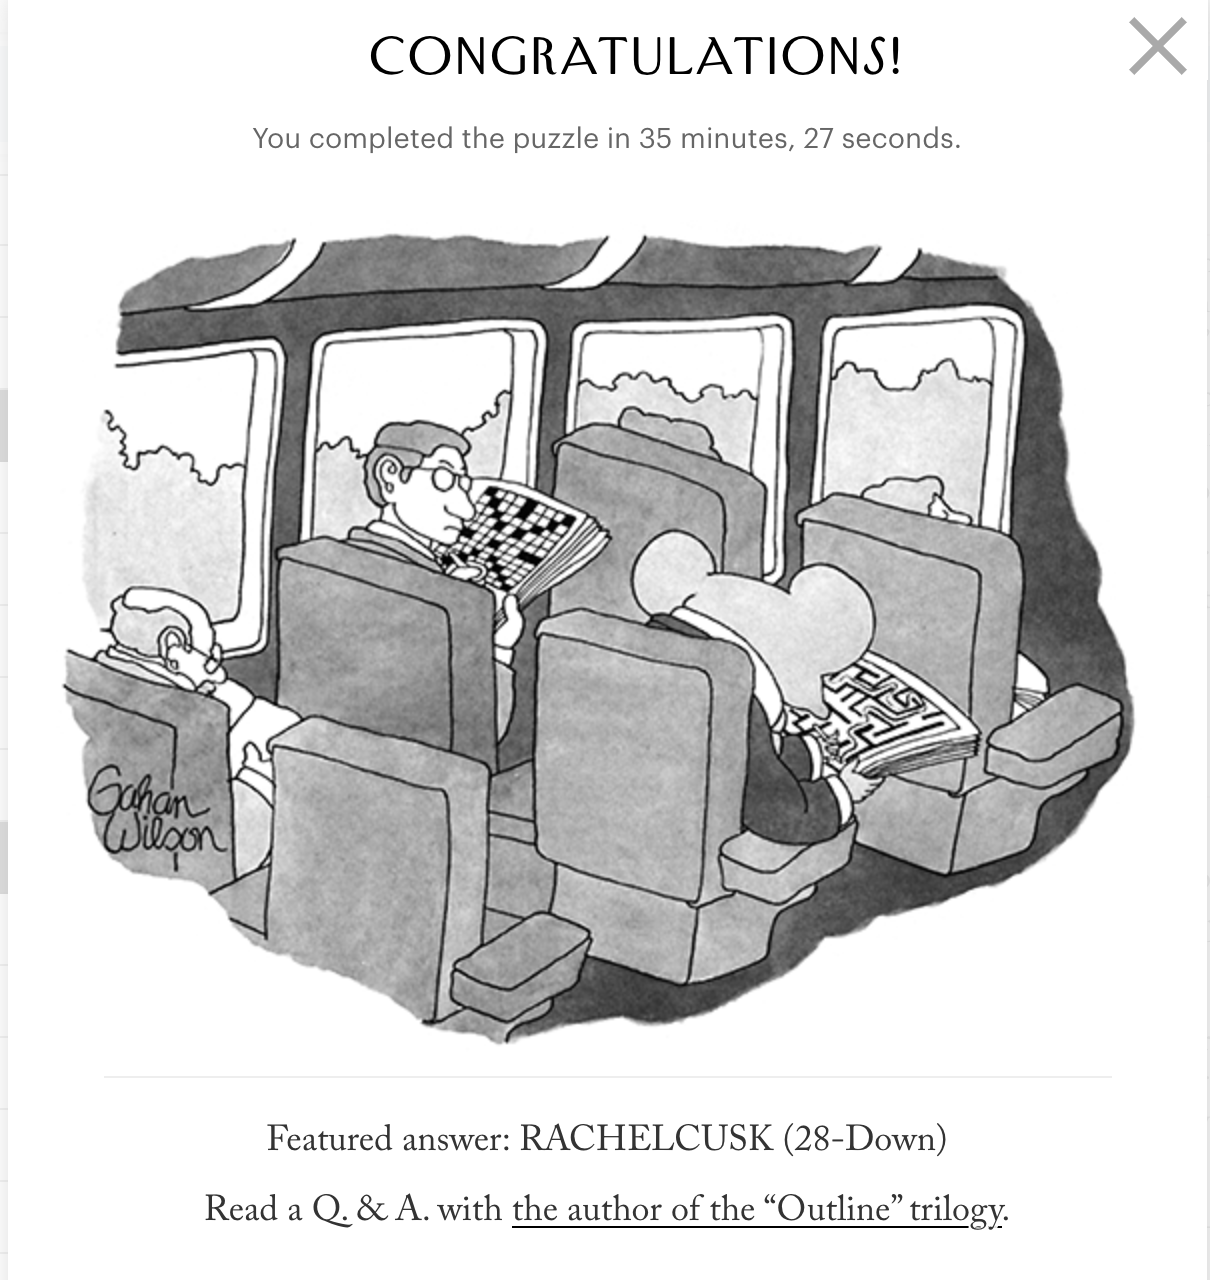 CONGRATULATIONS!
You completed the puzzle in 35 minutes, 27 seconds.
Gahan
Wilson
Featured answer: RACHELCUSK (28-Down)
Read a Q. & A. with the author of the “Outline” trilogy.